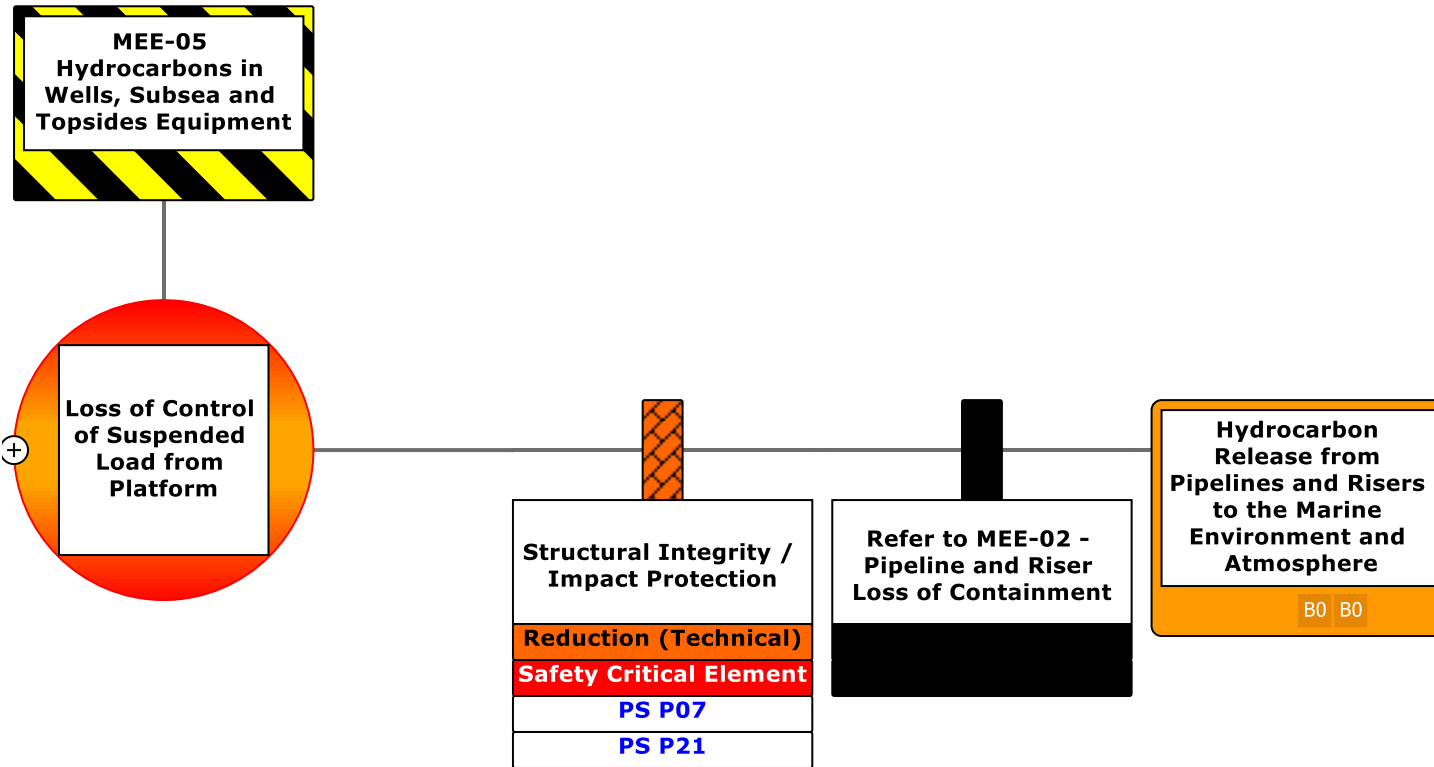 MEE-05
Hydrocarbons in
Wells, Subsea and
Topsides Equipment
Loss of Control
of Suspended
Load from
Platform
Structural Integrity /
Impact Protection
Reduction (Technical)
Safety Critical Element
PS P07
PS P21
Refer to MEE-02 -
Pipeline and Riser
Loss of Containment
Hydrocarbon
Release from
Pipelines and Risers
to the Marine
Environment and
Atmosphere
B0 B0